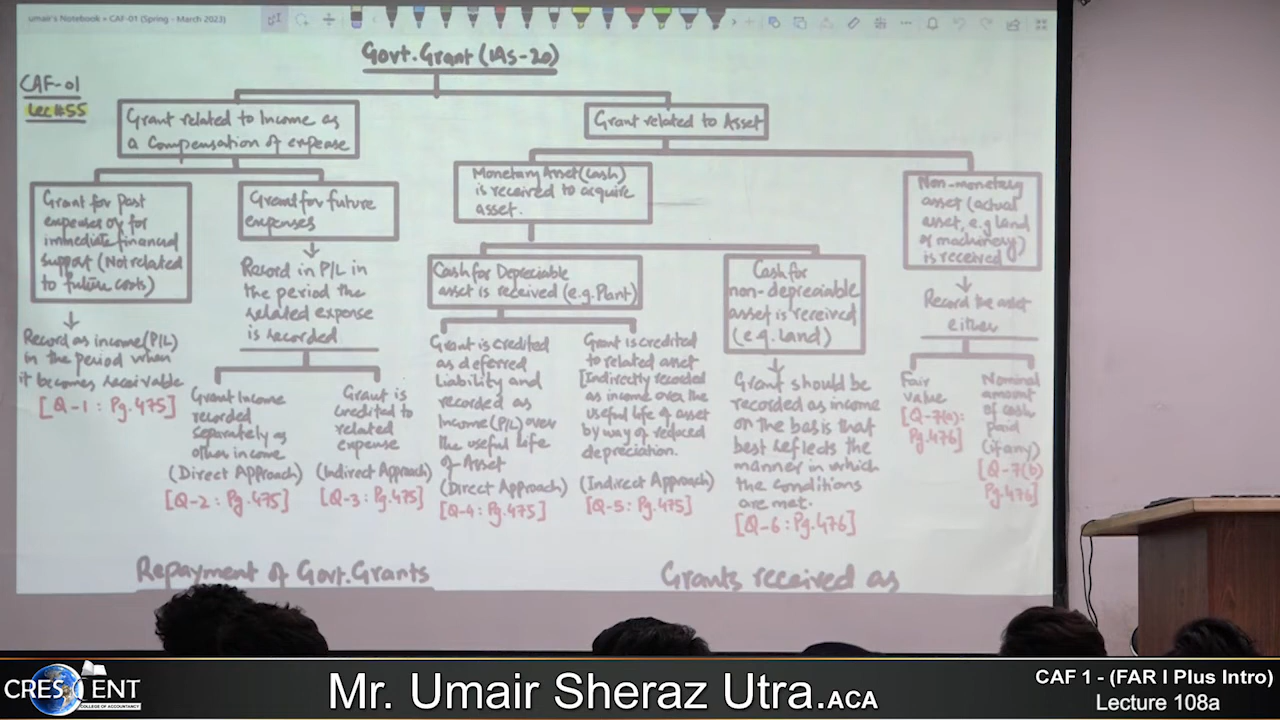 umair's Notebook > CAF-01 (Spring - March 2023)
Govt. Grant (IAS-20)
CAF-01
Lec#55
Grant related to Income as
a Compensation of expense
Grant related to Asset
Grant for Past
expenses or for
immediate financial
support (Not related
to future costs)
Record as income (P/L)
in the period when
it becomes receivable
[Q-1 : Pg.475]
Grant for future
expenses
Record in P/L in
the period the
related expense
is recorded
Grant Income
recorded
separately as
other income
(Direct Approach)
[Q-2 : Pg.475]
Grant is
credited to
related
expense
(Indirect Approach)
[Q-3 : Pg.475]
Monetary Asset (Cash)
is received to acquire
asset.
Cash for Depreciable
asset is received (e.g. Plant)
Grant is credited
as deferred
Liability and
recorded as
Income (P/L) over
the useful life
of Asset
(Direct Approach)
[Q-4 : Pg.475]
Grant is credited
to related asset
[Indirectly recorded
as income over the
useful life of asset
by way of reduced
depreciation.
(Indirect Approach)
[Q-5 : Pg.475]
Cash for
non-depreciable
asset is received
(e.g. Land)
Grant should be
recorded as income
on the basis that
best reflects the
manner in which
the conditions
are met.
[Q-6 : Pg.476]
Non-monetary
asset (actual
asset, e.g land
or machinery)
is received
Record the asset
either
Fair
value
[Q-7(a):
Pg.476]
Nominal
amount
of cash
paid
(if any)
[Q-7(b)
Pg.476]
Repayment of Govt. Grants
Grants received as
CRESCENT
COLLEGE OF ACCOUNTANCY
Mr. Umair Sheraz Utra.ACA
CAF 1 - (FAR I Plus Intro)
Lecture 108a